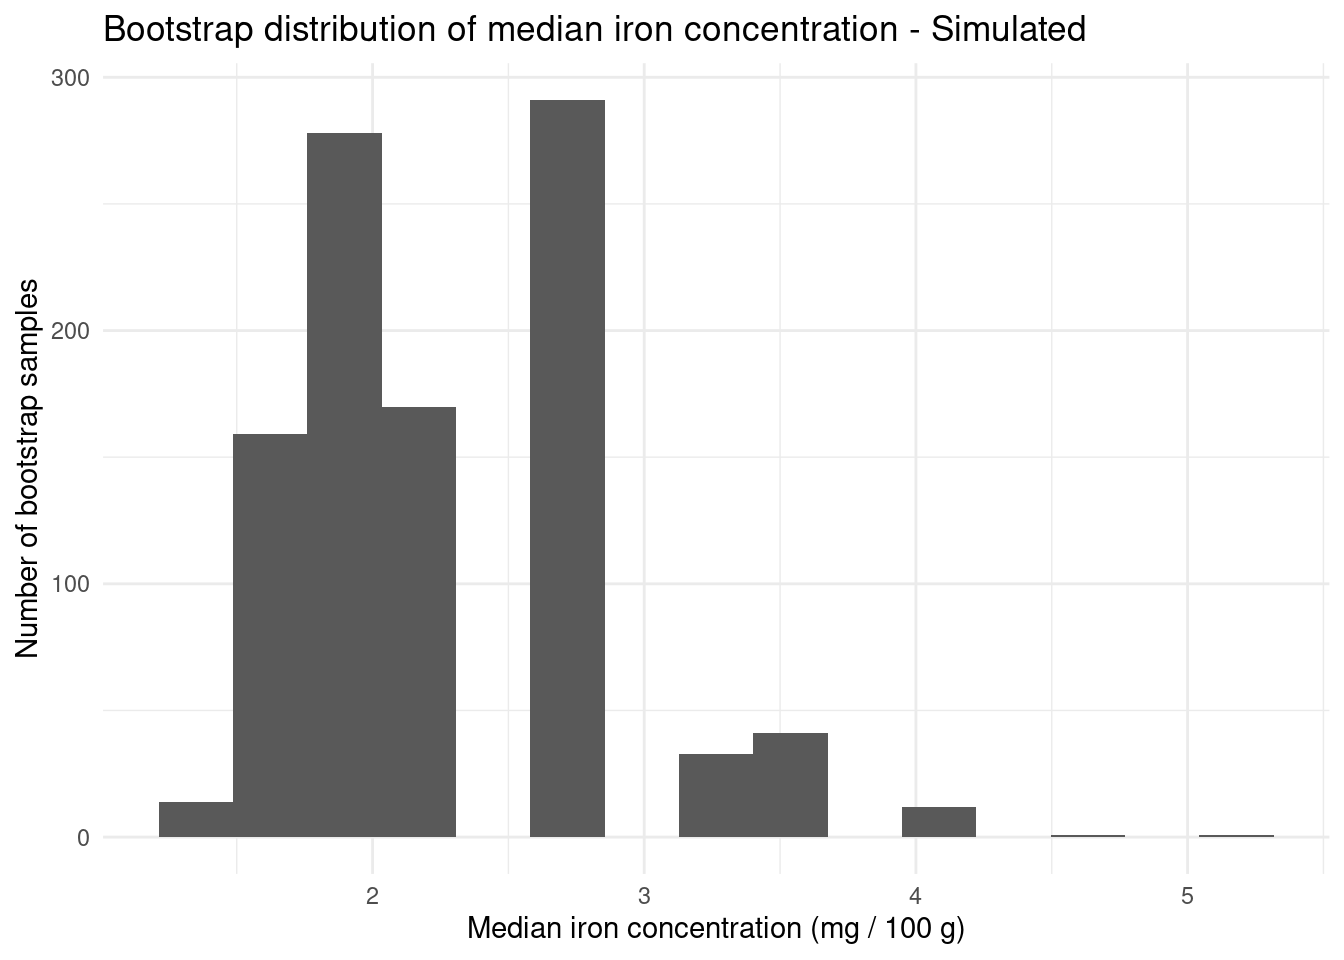 Bootstrap distribution of median iron concentration - Simulated
300
200
100
0
Number of bootstrap samples
2 3 4 5
Median iron concentration (mg / 100 g)